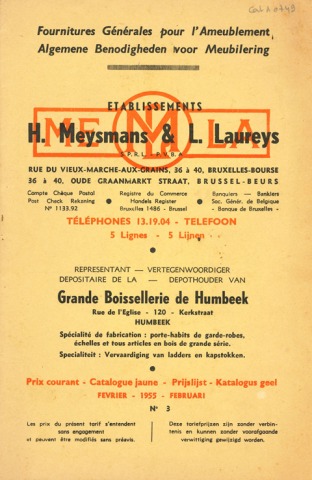 Cat A 0749
Fournitures Générales pour l'Ameublement
Algemene Benodigheden voor Meubilering
ETABLISSEMENTS
ME M LA
H. Meysmans & L. Laureys
S.P.R.L. - P.V.B.A.
RUE DU VIEUX-MARCHE-AUX-GRAINS, 36 à 40, BRUXELLES-BOURSE
36 à 40, OUDE GRAANMARKT STRAAT, BRUSSEL-BEURS
Compte Chèque Postal
Post Check Rekening
N° 1133.92
Registre du Commerce
Handels Register
Bruxelles 1486 - Brussel
Banquiers — Bankiers
Soc. Génér. de Belgique
- Banque de Bruxelles -
TÉLÉPHONES 13.19.04 - TELEFOON
5 Lignes - 5 Lijnen
REPRESENTANT — VERTEGENWOORDIGER
DEPOSITAIRE DE LA — DEPOTHOUDER VAN
Grande Boissellerie de Humbeek
Rue de l'Eglise - 120 - Kerkstraat
HUMBEEK
Spécialité de fabrication : porte-habits de garde-robes,
échelles et tous articles en bois de grande série.
Specialiteit : Vervaardiging van ladders en kapstokken.
Prix courant - Catalogue jaune - Prijslijst - Katalogus geel
FEVRIER - 1955 - FEBRUARI
N° 3
Les prix du présent tarif s'entendent
sans engagement
et peuvent être modifiés sans préavis.
Deze tariefprijzen zijn zonder verbin-
tenis en kunnen zonder voorafgaande
verwittiging gewijzigd worden.